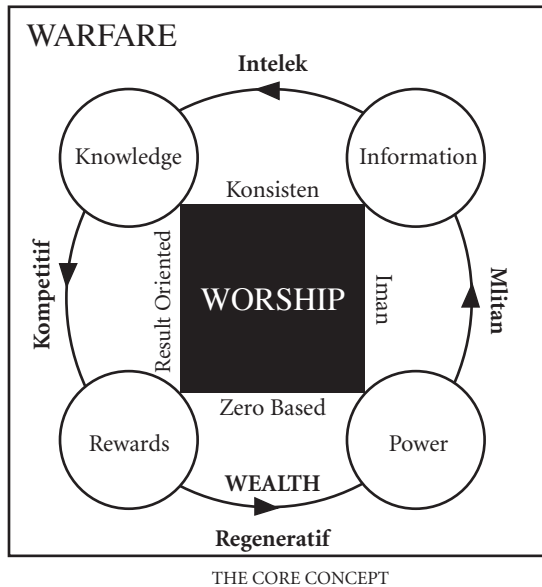 WARFARE
Intelek
Knowledge
Information
Konsisten
Kompetitif
Result Oriented
WORSHIP
Iman
Mlitan
Zero Based
Rewards
Power
WEALTH
Regeneratif
THE CORE CONCEPT